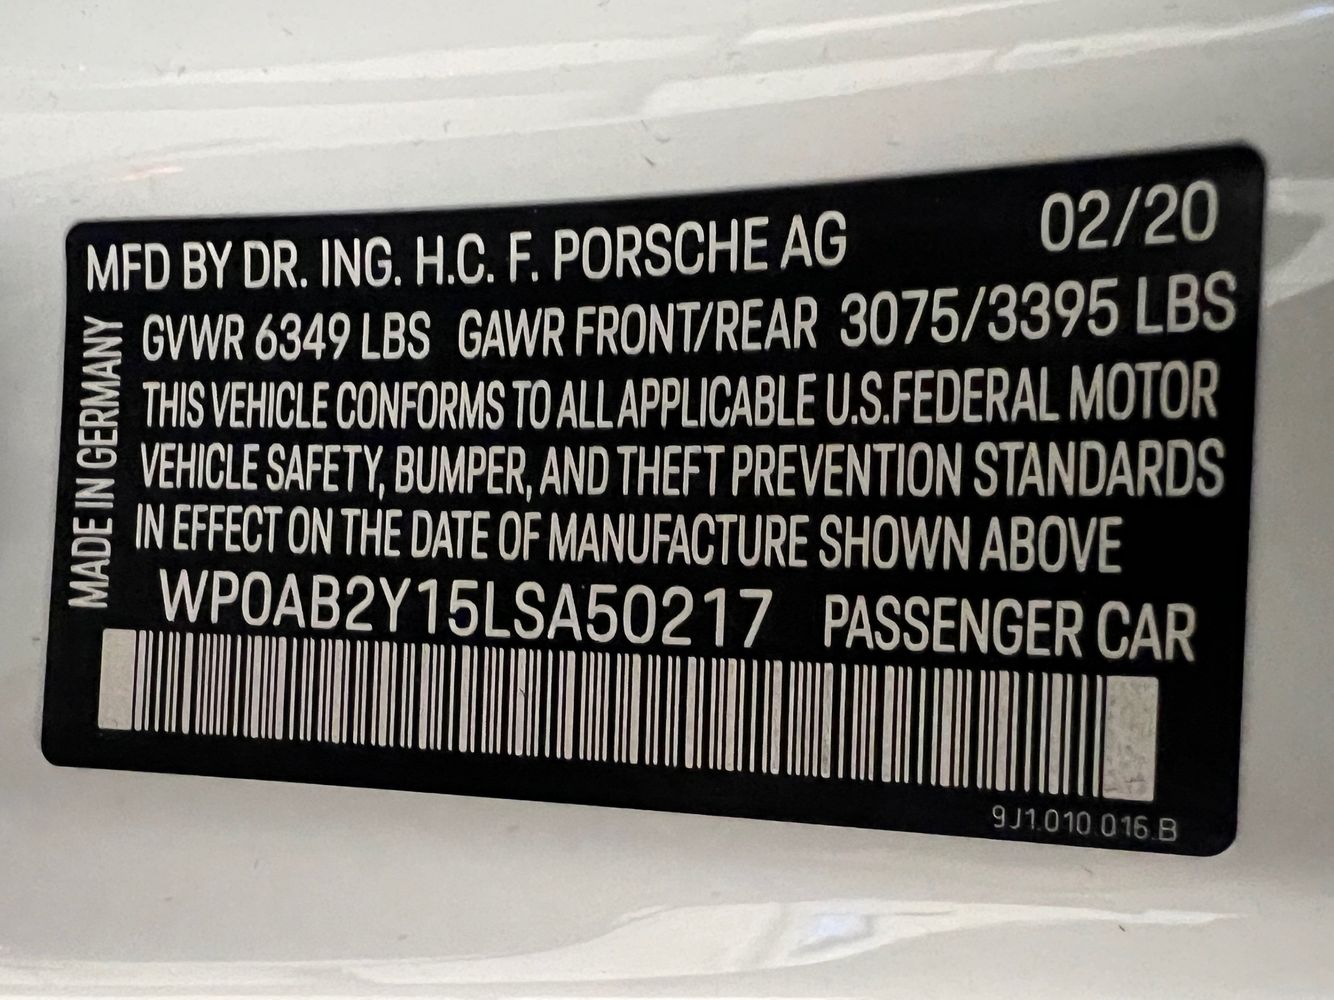 MFD BY DR. ING. H.C. F. PORSCHE AG 02/20
GVWR 6349 LBS GAWR FRONT/REAR 3075/3395 LBS
THIS VEHICLE CONFORMS TO ALL APPLICABLE U.S.FEDERAL MOTOR
VEHICLE SAFETY, BUMPER, AND THEFT PREVENTION STANDARDS
IN EFFECT ON THE DATE OF MANUFACTURE SHOWN ABOVE
WP0AB2Y15LSA50217 PASSENGER CAR
MADE IN GERMANY
9J1.010.016.B